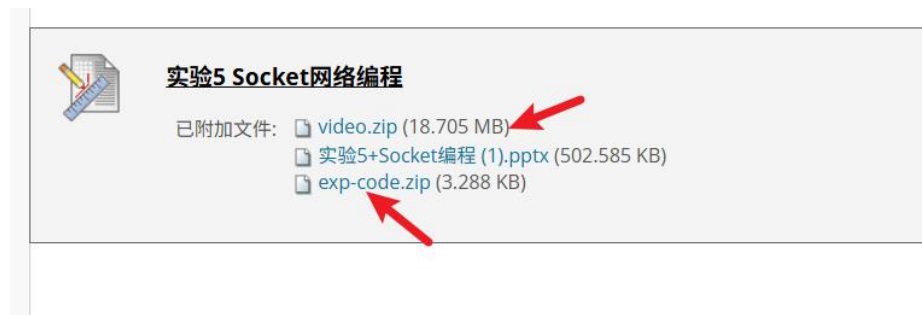 实验5 Socket网络编程
已附加文件: video.zip (18.705 MB)
实验5+Socket编程 (1).pptx (502.585 KB)
exp-code.zip (3.288 KB)